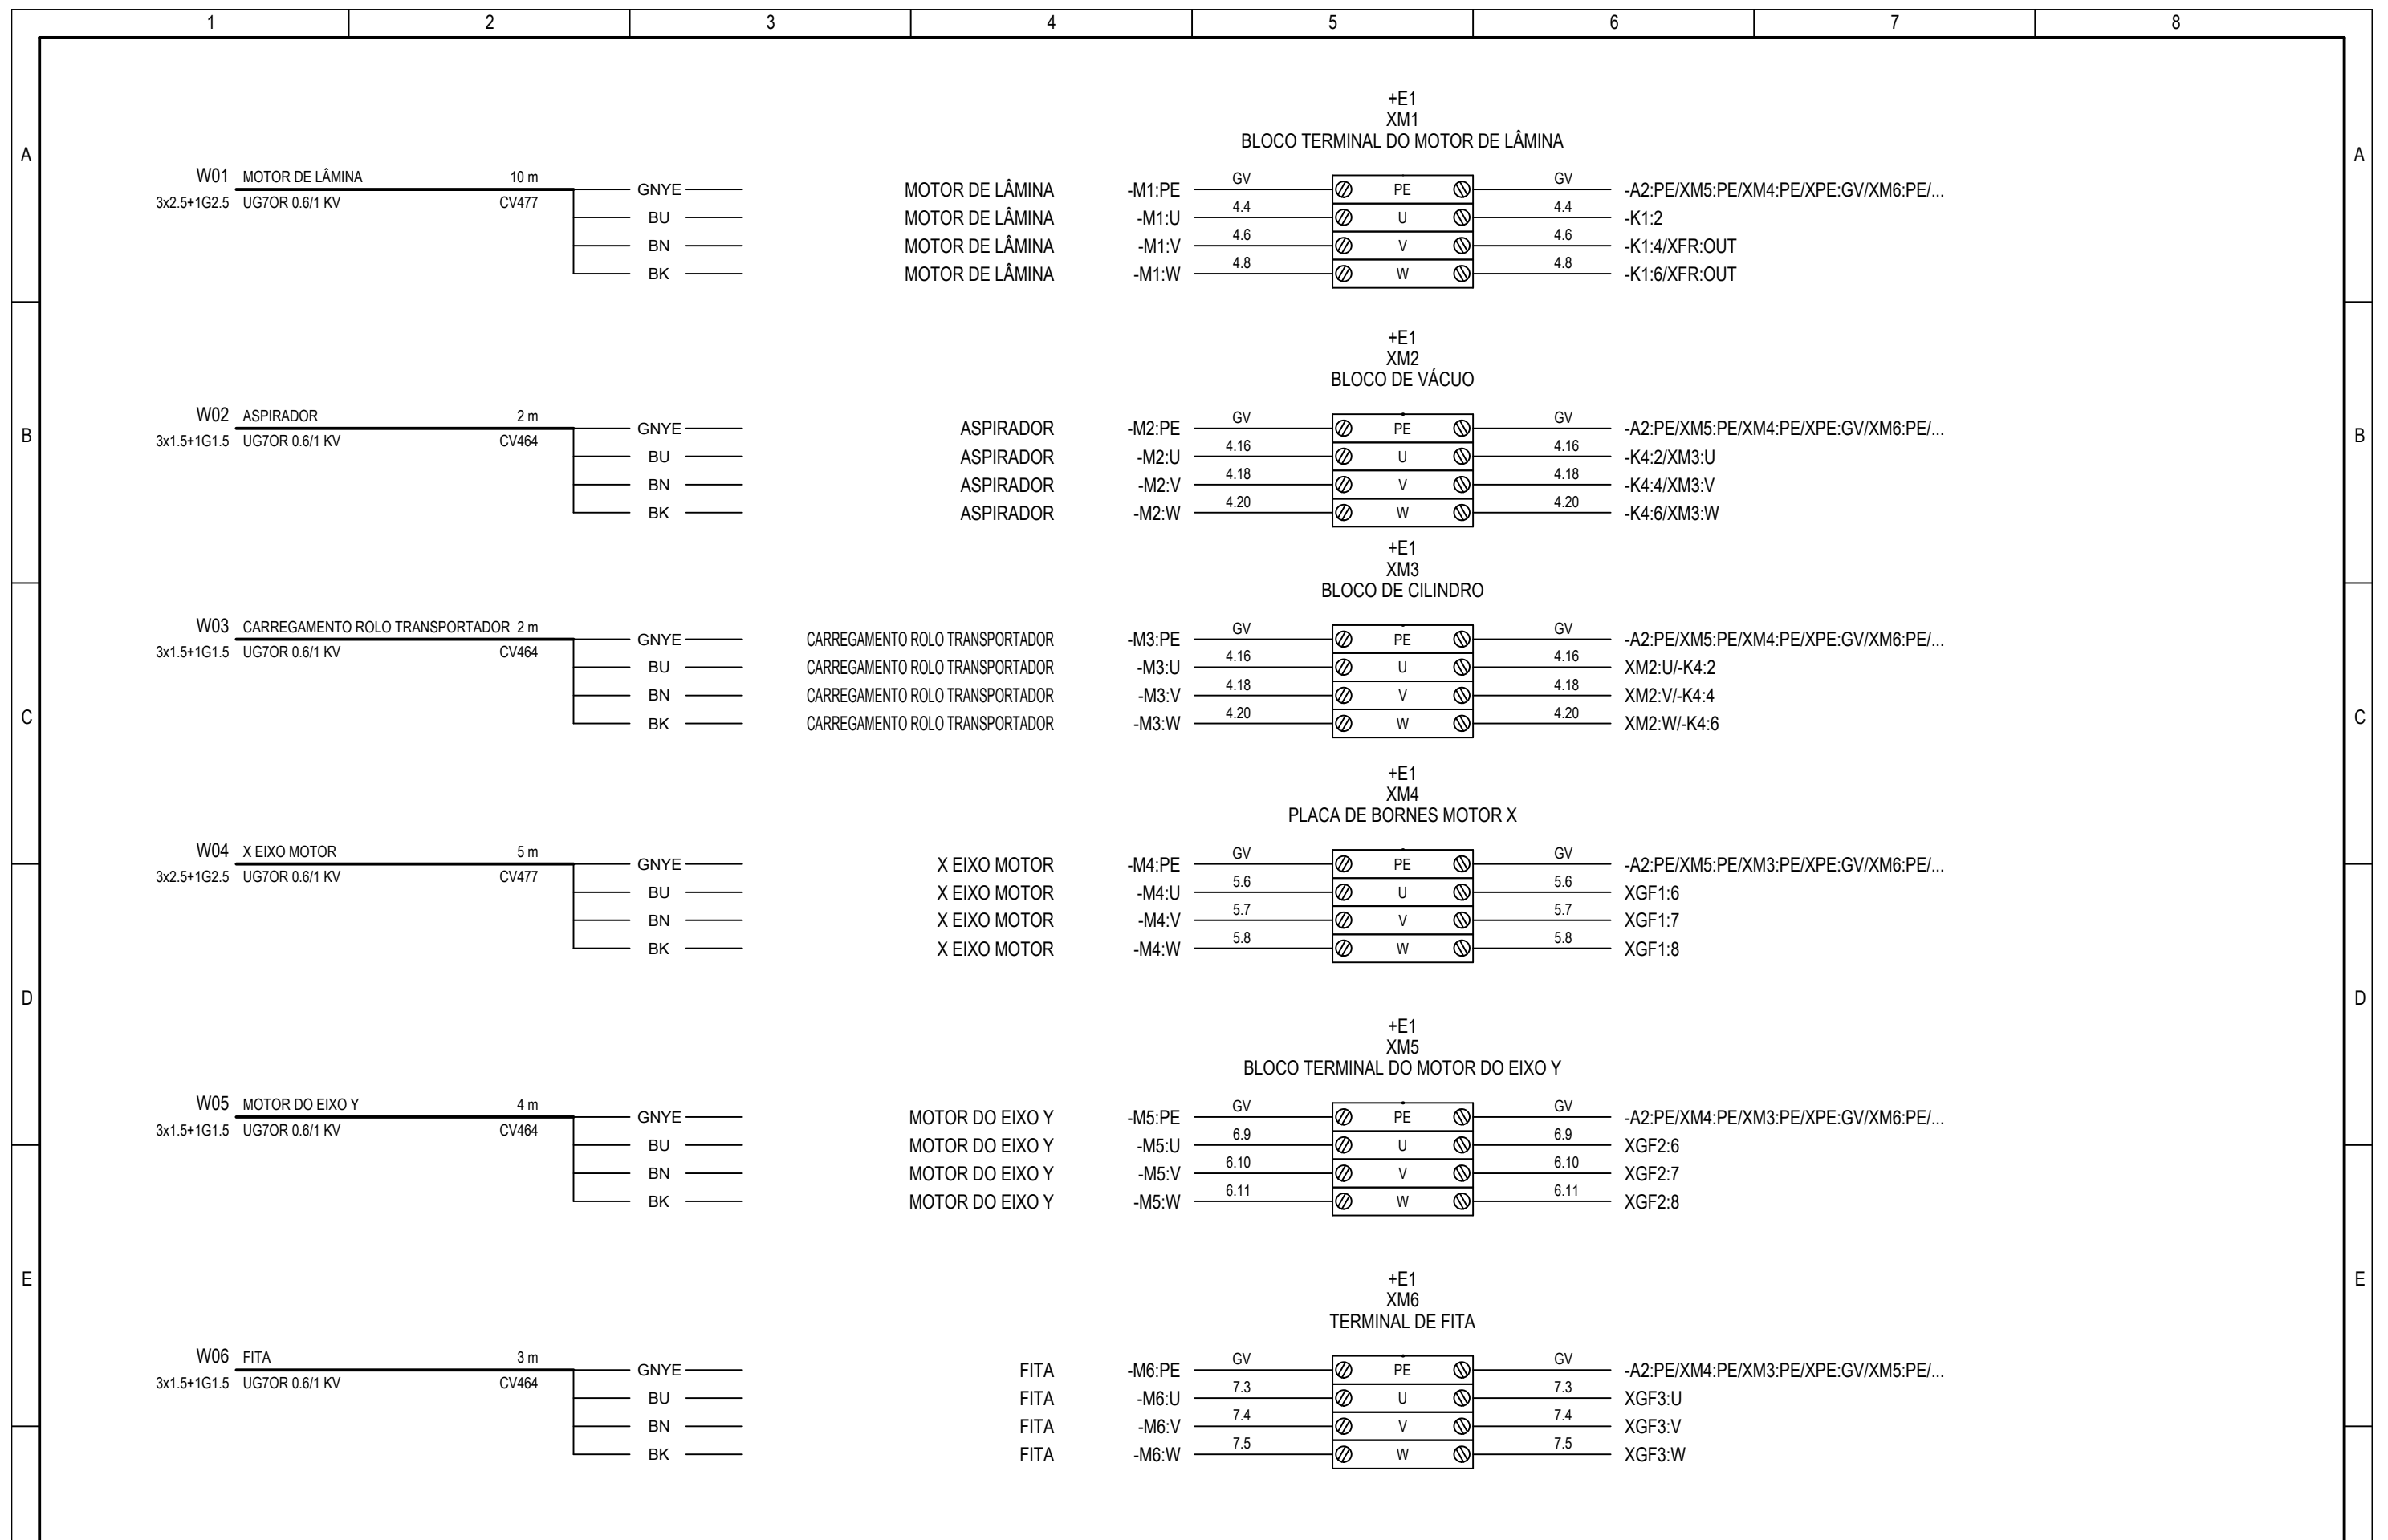 1 2 3 4 5 6 7 8
+E1
XM1
BLOCO TERMINAL DO MOTOR DE LÂMINA
A A
W01 MOTOR DE LÂMINA 10 m
3x2.5+1G2.5 UG7OR 0.6/1 KV CV477
GNYE MOTOR DE LÂMINA -M1:PE GV PE GV -A2:PE/XM5:PE/XM4:PE/XPE:GV/XM6:PE/...
BU MOTOR DE LÂMINA -M1:U 4.4 U 4.4 -K1:2
BN MOTOR DE LÂMINA -M1:V 4.6 V 4.6 -K1:4/XFR:OUT
BK MOTOR DE LÂMINA -M1:W 4.8 W 4.8 -K1:6/XFR:OUT
+E1
XM2
BLOCO DE VÁCUO
W02 ASPIRADOR 2 m
3x1.5+1G1.5 UG7OR 0.6/1 KV CV464
B B
GNYE ASPIRADOR -M2:PE GV PE GV -A2:PE/XM5:PE/XM4:PE/XPE:GV/XM6:PE/...
BU ASPIRADOR -M2:U 4.16 U 4.16 -K4:2/XM3:U
BN ASPIRADOR -M2:V 4.18 V 4.18 -K4:4/XM3:V
BK ASPIRADOR -M2:W 4.20 W 4.20 -K4:6/XM3:W
+E1
XM3
BLOCO DE CILINDRO
W03 CARREGAMENTO ROLO TRANSPORTADOR 2 m
3x1.5+1G1.5 UG7OR 0.6/1 KV CV464
GNYE CARREGAMENTO ROLO TRANSPORTADOR -M3:PE GV PE GV -A2:PE/XM5:PE/XM4:PE/XPE:GV/XM6:PE/...
BU CARREGAMENTO ROLO TRANSPORTADOR -M3:U 4.16 U 4.16 XM2:U/-K4:2
BN CARREGAMENTO ROLO TRANSPORTADOR -M3:V 4.18 V 4.18 XM2:V/-K4:4
BK CARREGAMENTO ROLO TRANSPORTADOR -M3:W 4.20 W 4.20 XM2:W/-K4:6
C C
+E1
XM4
PLACA DE BORNES MOTOR X
W04 X EIXO MOTOR 5 m
3x2.5+1G2.5 UG7OR 0.6/1 KV CV477
GNYE X EIXO MOTOR -M4:PE GV PE GV -A2:PE/XM5:PE/XM3:PE/XPE:GV/XM6:PE/...
BU X EIXO MOTOR -M4:U 5.6 U 5.6 XGF1:6
BN X EIXO MOTOR -M4:V 5.7 V 5.7 XGF1:7
BK X EIXO MOTOR -M4:W 5.8 W 5.8 XGF1:8
D D
+E1
XM5
BLOCO TERMINAL DO MOTOR DO EIXO Y
W05 MOTOR DO EIXO Y 4 m
3x1.5+1G1.5 UG7OR 0.6/1 KV CV464
GNYE MOTOR DO EIXO Y -M5:PE GV PE GV -A2:PE/XM4:PE/XM3:PE/XPE:GV/XM6:PE/...
BU MOTOR DO EIXO Y -M5:U 6.9 U 6.9 XGF2:6
BN MOTOR DO EIXO Y -M5:V 6.10 V 6.10 XGF2:7
BK MOTOR DO EIXO Y -M5:W 6.11 W 6.11 XGF2:8
E E
+E1
XM6
TERMINAL DE FITA
W06 FITA 3 m
3x1.5+1G1.5 UG7OR 0.6/1 KV CV464
GNYE FITA -M6:PE GV PE GV -A2:PE/XM4:PE/XM3:PE/XPE:GV/XM5:PE/...
BU FITA -M6:U 7.3 U 7.3 XGF3:U
BN FITA -M6:V 7.4 V 7.4 XGF3:V
BK FITA -M6:W 7.5 W 7.5 XGF3:W